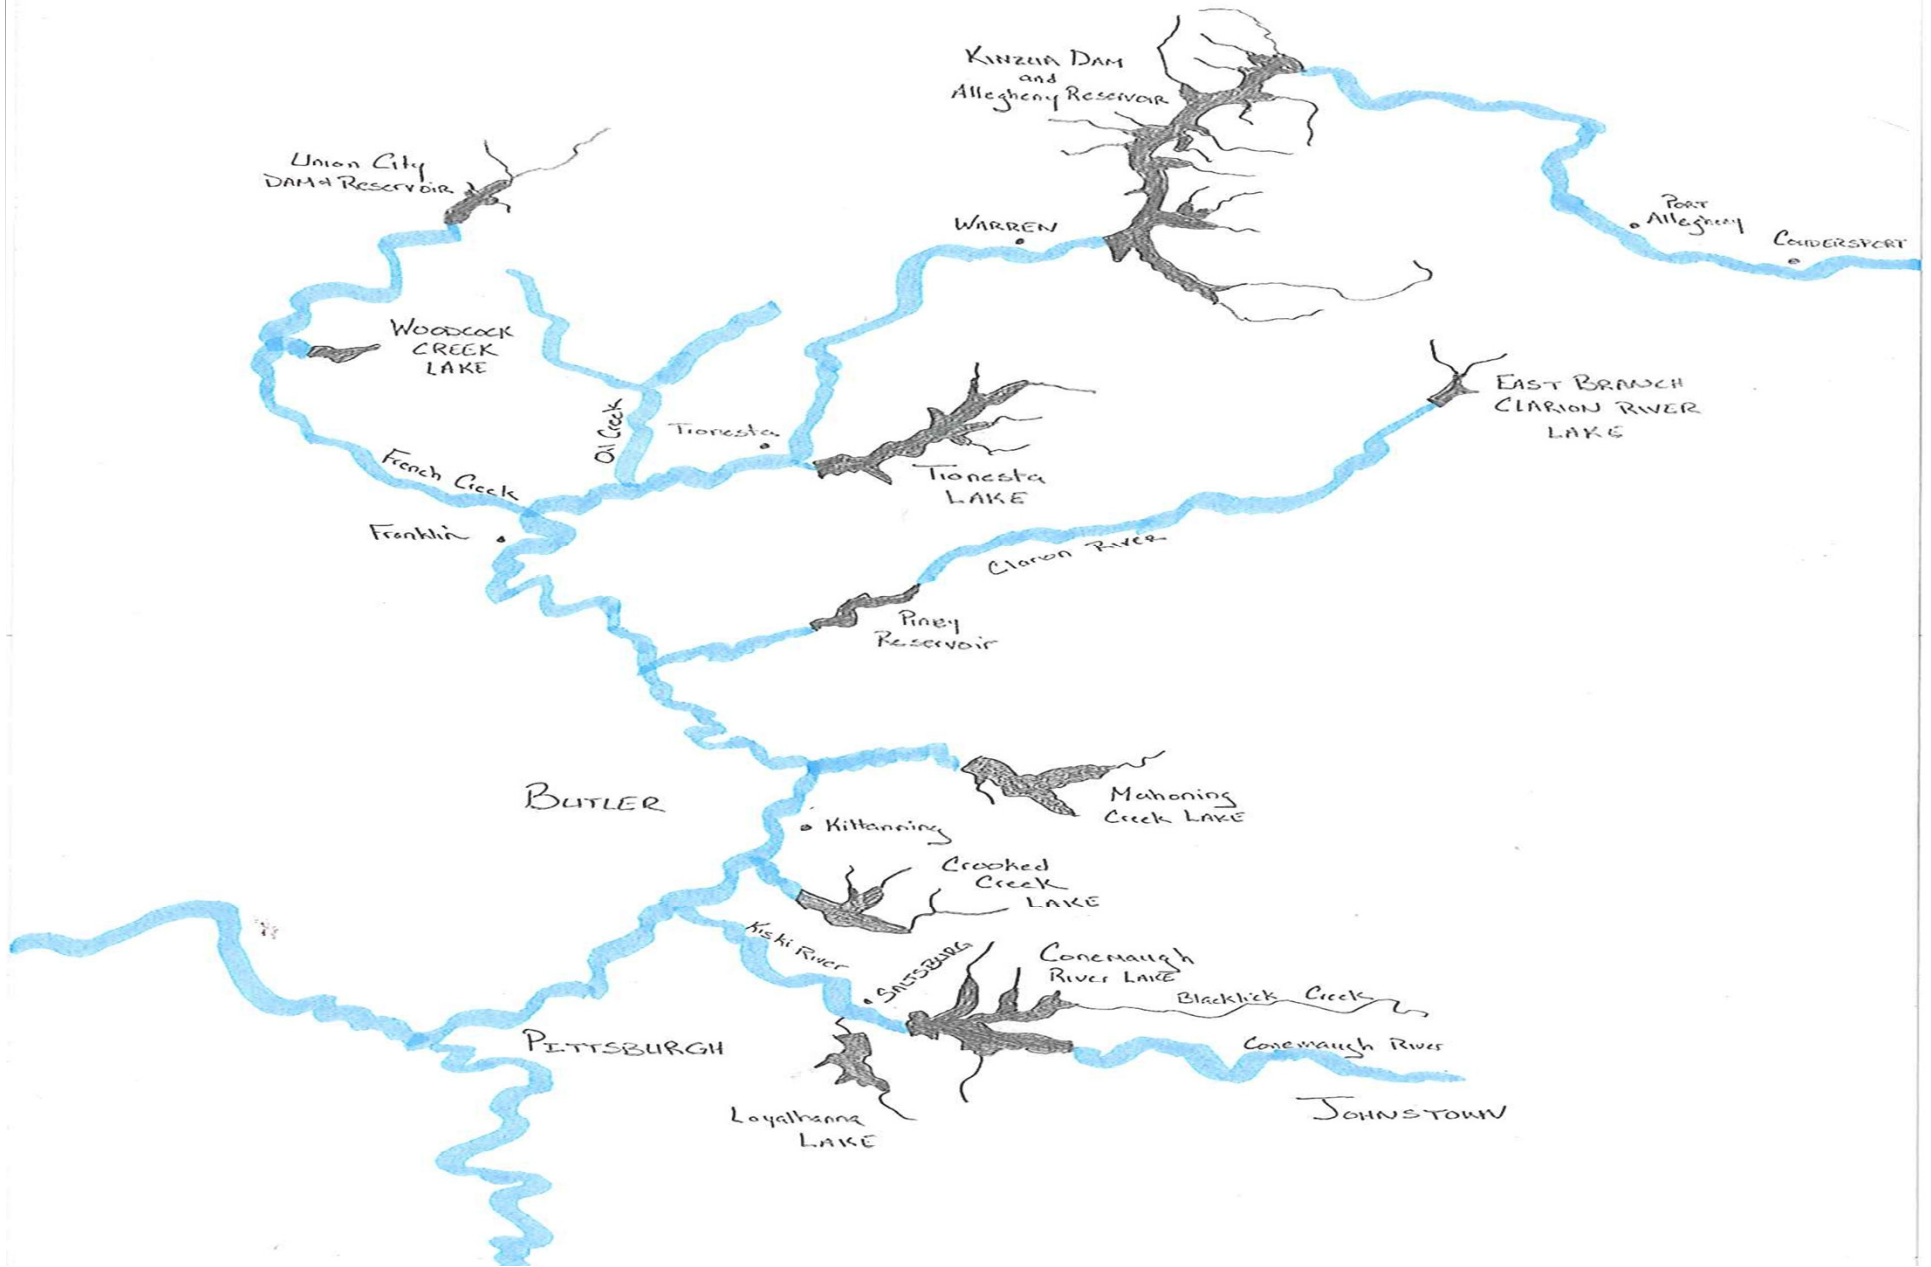 KINZUA DAM
and
Allegheny Reservoir
Union City
DAM & Reservoir
PORT
Allegheny
COUDERSPORT
WARREN
WOODCOCK
CREEK
LAKE
EAST BRANCH
CLARION RIVER
LAKE
Oil Creek
Tionesta
Tionesta
LAKE
French Creek
Franklin
Clarion River
Piney
Reservoir
BUTLER
Mahoning
Creek LAKE
Kittanning
Crooked
Creek
LAKE
Kiski River
SALTSBURG
Conemaugh
River LAKE
Blacklick Creek
PITTSBURGH
Conemaugh River
Loyalhanna
LAKE
JOHNSTOWN